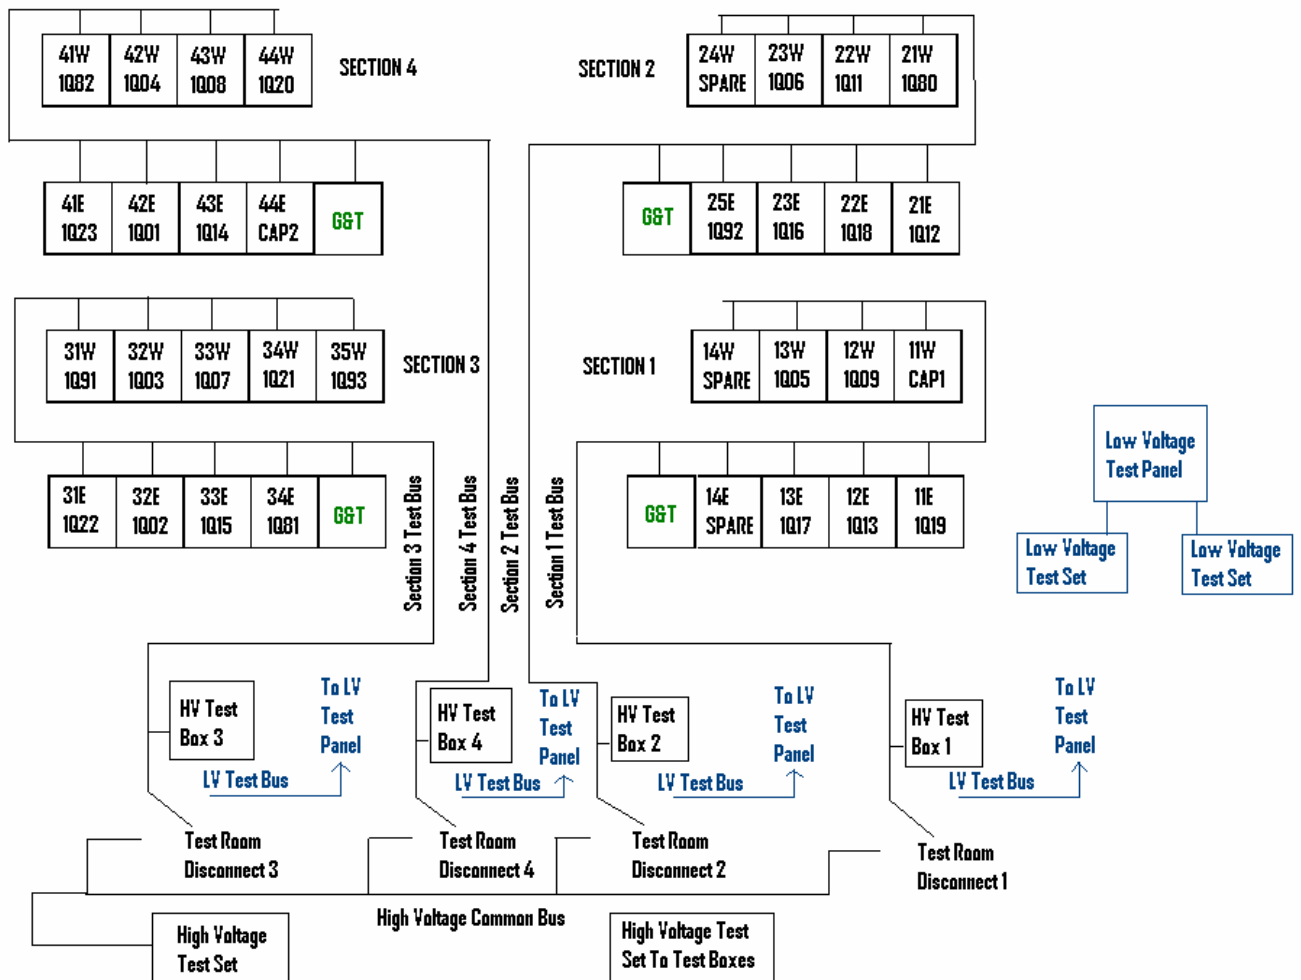 41W
1Q82
42W
1Q04
43W
1Q08
44W
1Q20
SECTION 4
SECTION 2
24W
SPARE
23W
1Q06
22W
1Q11
21W
1Q80
41E
1Q23
42E
1Q01
43E
1Q14
44E
CAP2
G&T
G&T
25E
1Q92
23E
1Q16
22E
1Q18
21E
1Q12
31W
1Q91
32W
1Q03
33W
1Q07
34W
1Q21
35W
1Q93
SECTION 3
SECTION 1
14W
SPARE
13W
1Q05
12W
1Q09
11W
CAP1
31E
1Q22
32E
1Q02
33E
1Q15
34E
1Q81
G&T
Section 3 Test Bus
Section 4 Test Bus
Section 2 Test Bus
Section 1 Test Bus
G&T
14E
SPARE
13E
1Q17
12E
1Q13
11E
1Q19
Low Voltage
Test Panel
Low Voltage
Test Set
Low Voltage
Test Set
HV Test
Box 3
To LV
Test
Panel
LV Test Bus
HV Test
Box 4
To LV
Test
Panel
LV Test Bus
HV Test
Box 2
To LV
Test
Panel
LV Test Bus
HV Test
Box 1
To LV
Test
Panel
LV Test Bus
Test Room
Disconnect 3
Test Room
Disconnect 4
Test Room
Disconnect 2
Test Room
Disconnect 1
High Voltage Common Bus
High Voltage
Test Set
High Voltage Test
Set To Test Boxes